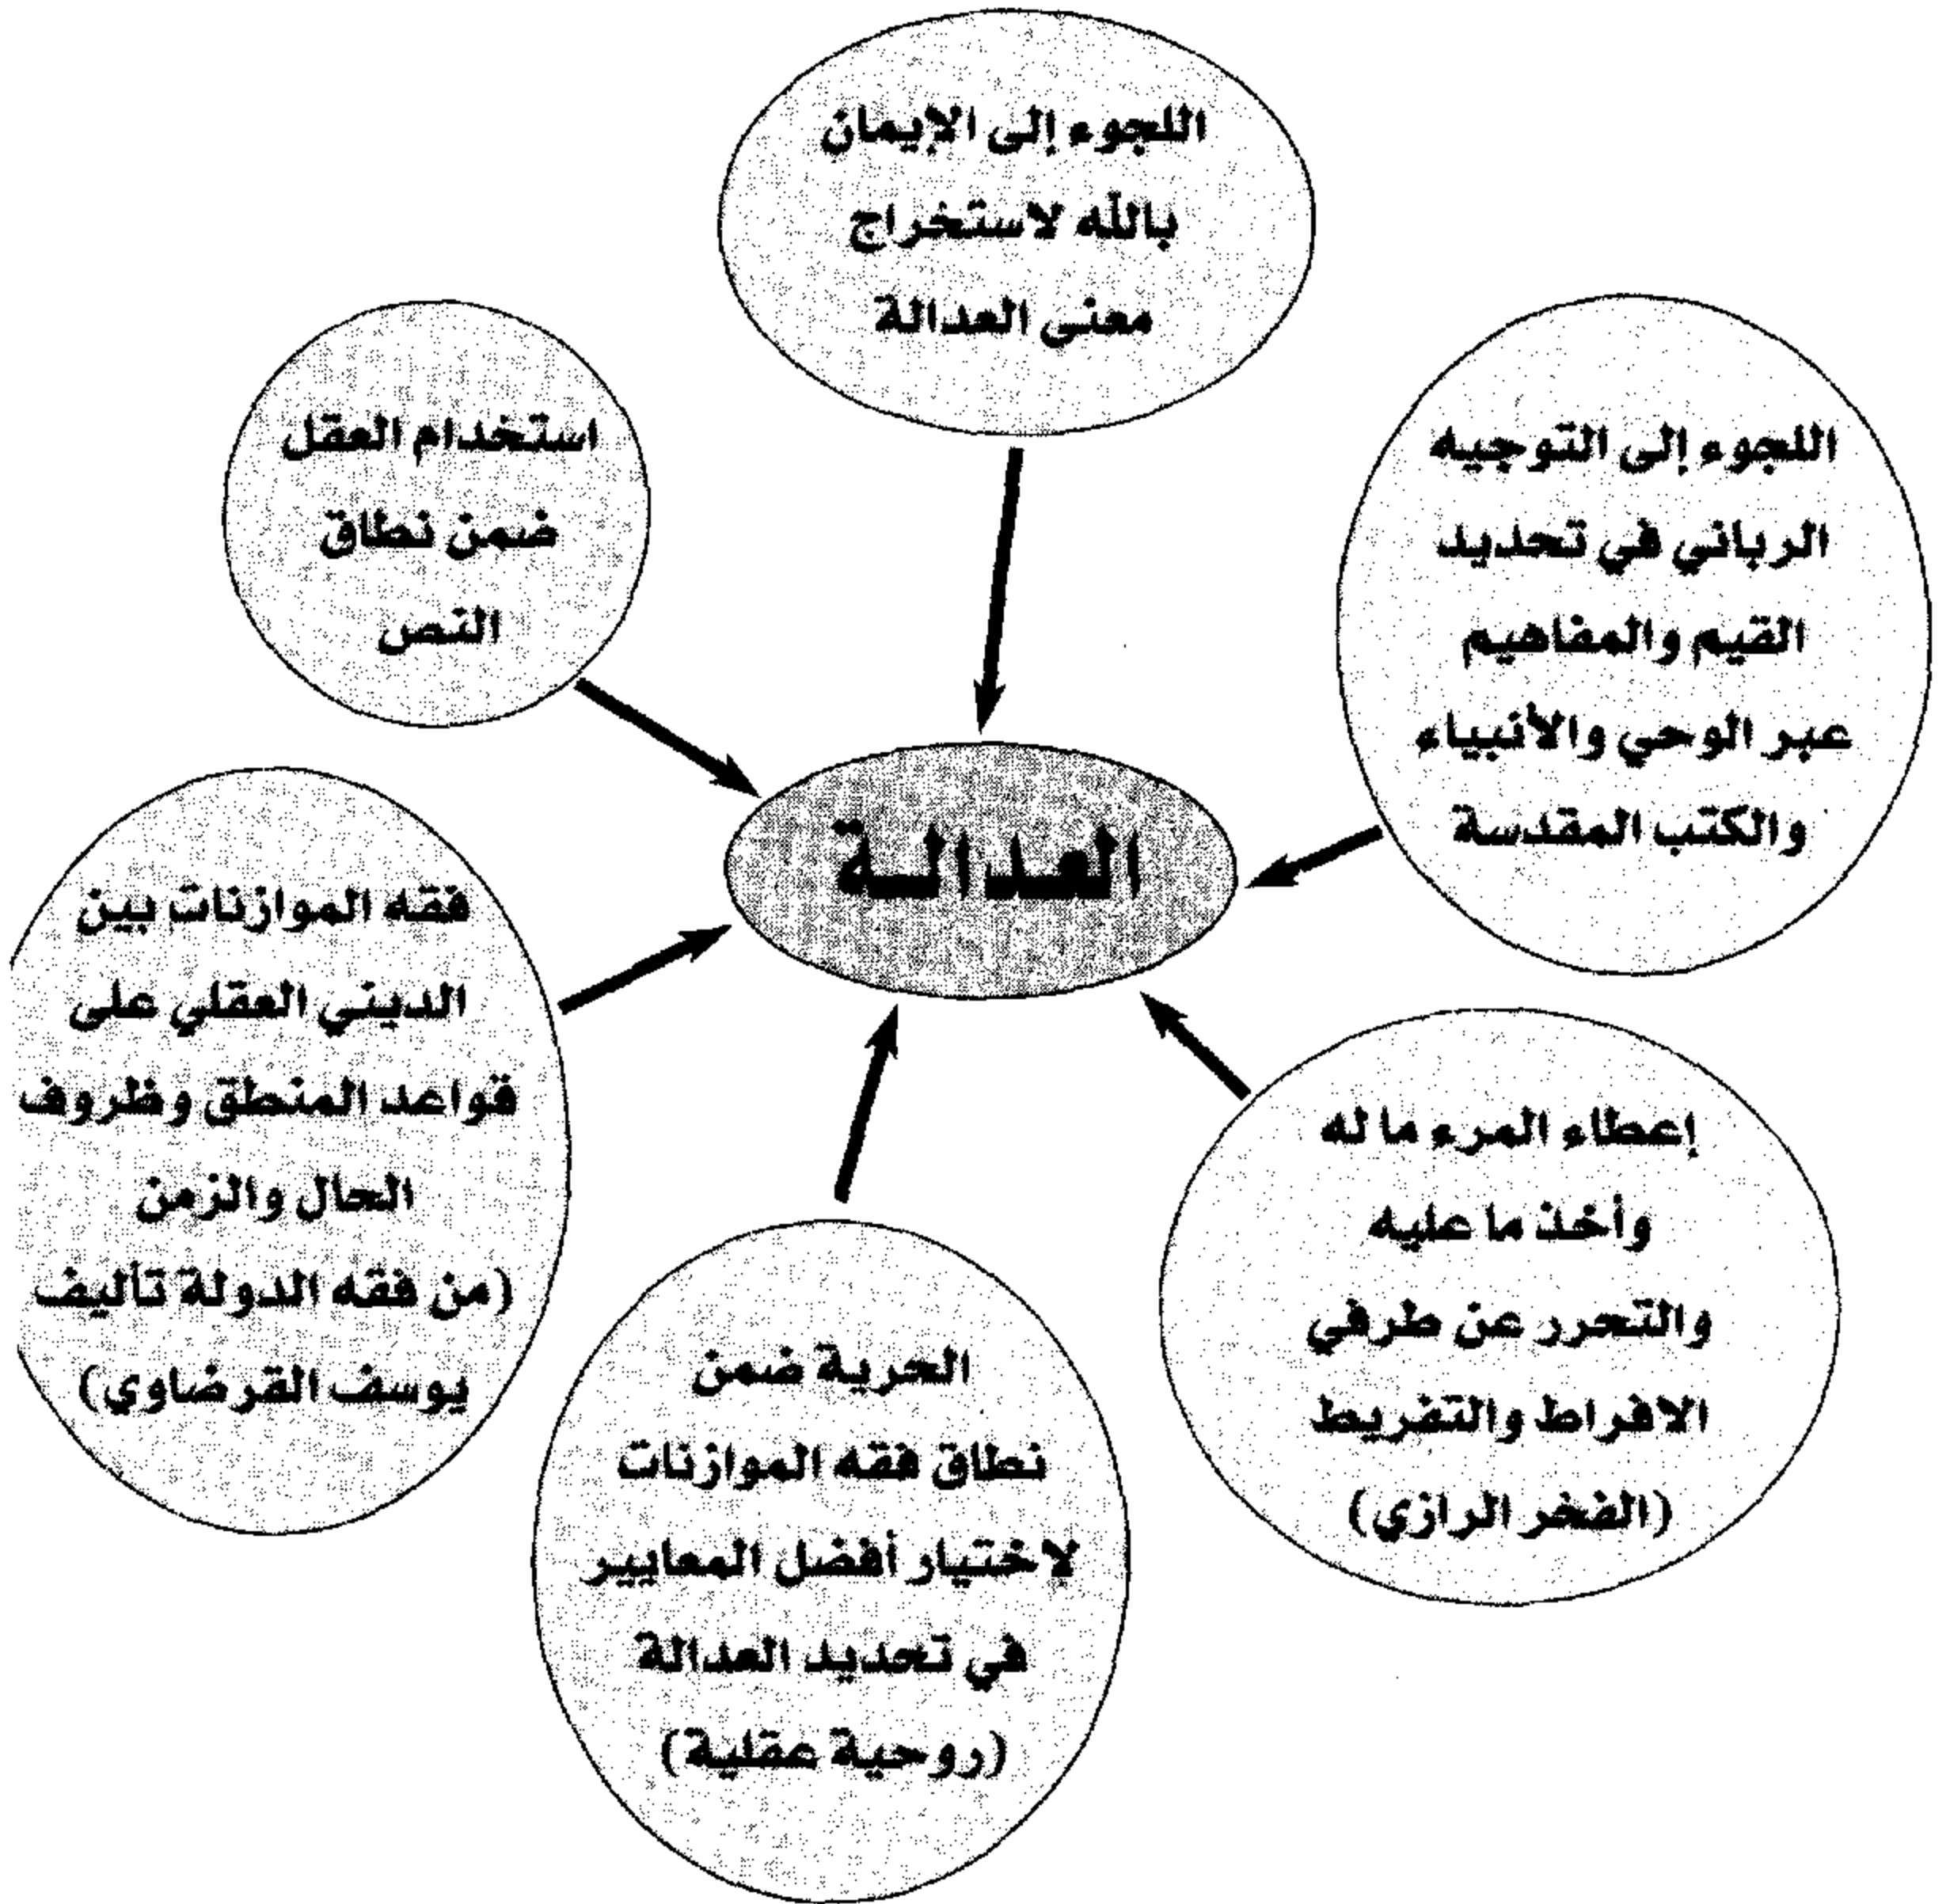 اللجوء إلى الإيمان
بالله لاستخراج
معنى العدالة
اللجوء إلى التوجيه
الرباني في تحديد
القيم والمفاهيم
عبر الوحي والأنبياء
والكتب المقدسة
استخدام العقل
ضمن نطاق
النص
العدالـة
فقه الموازنات بين
الديني العقلي على
قواعد المنطق وظروف
الحال والزمن
(من فقه الدولة تأليف
يوسف القرضاوي)
إعطاء المرء ما له
وأخذ ما عليه
والتحرر عن طرفي
الافراط والتفريط
(الفخر الرازي)
الحرية ضمن
نطاق فقه الموازنات
لاختيار أفضل المعايير
في تحديد العدالة
(روحية عقلية)